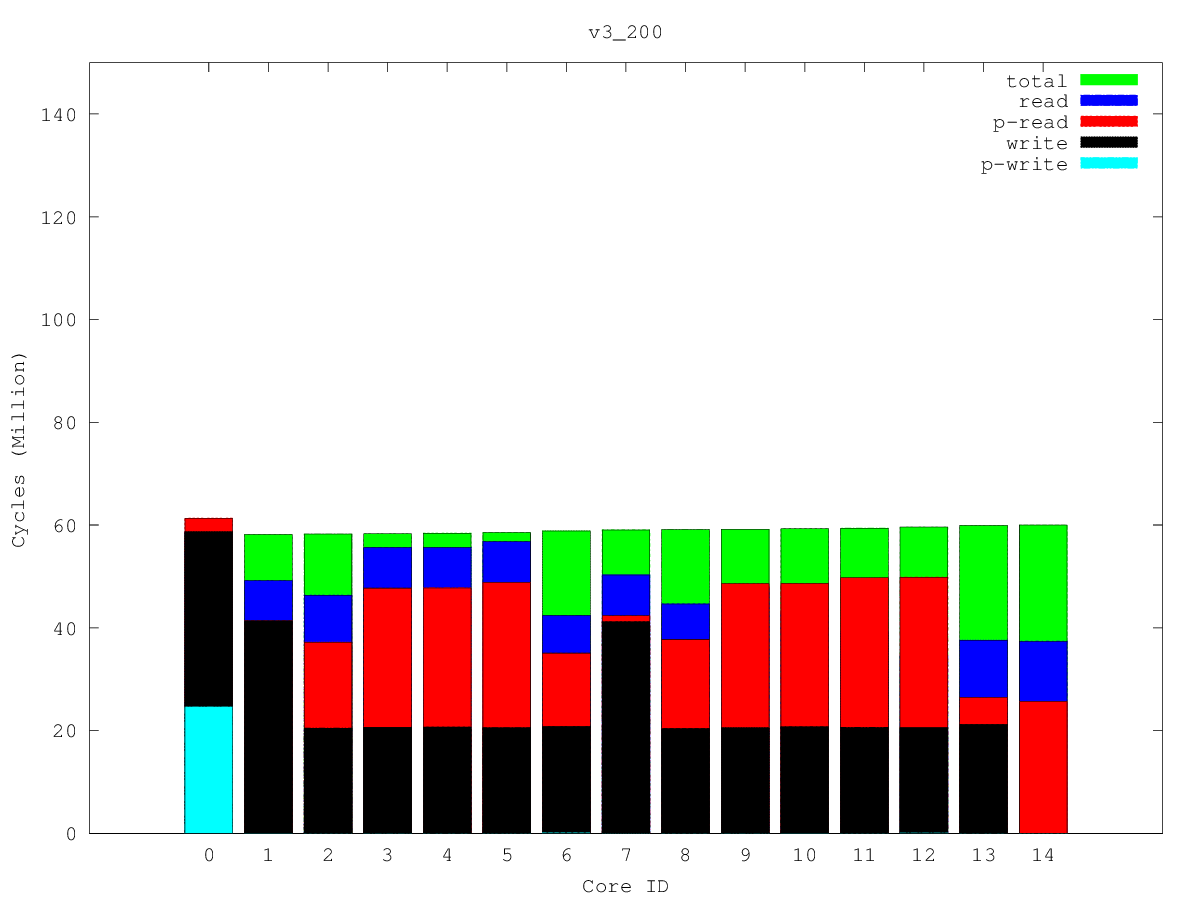 v3_200
total
read
p-read
write
p-write
140
120
100
80
60
40
20
0
Cycles (Million)
0 1 2 3 4 5 6 7 8 9 10 11 12 13 14
Core ID